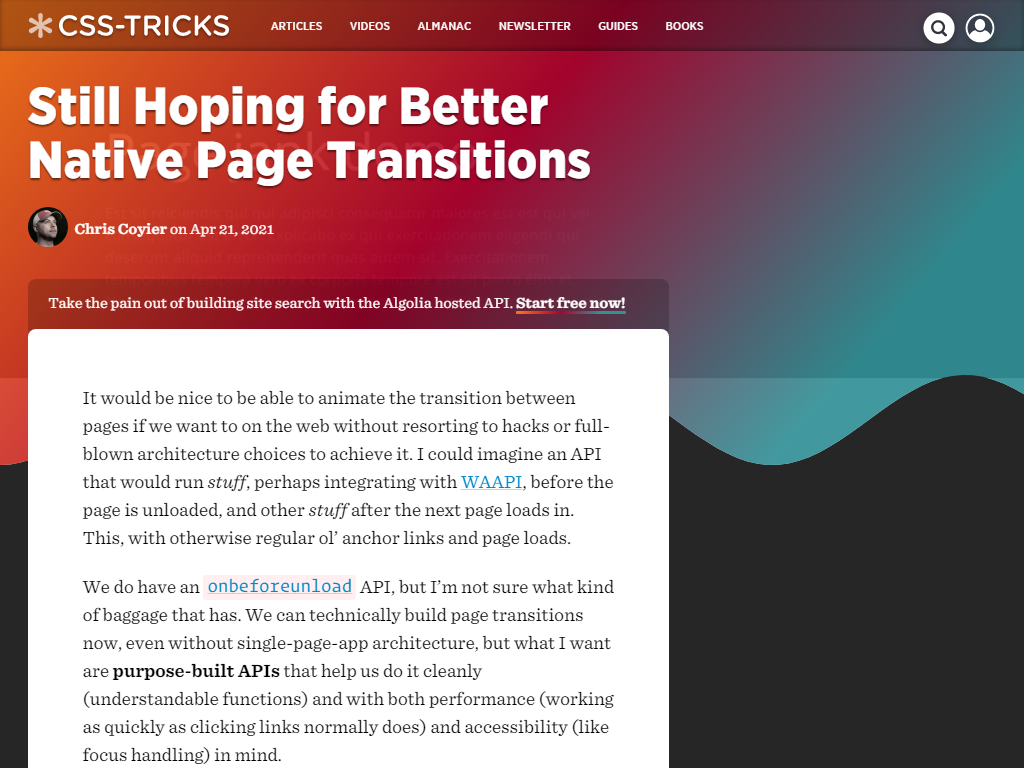 CSS-TRICKS
ARTICLES VIDEOS ALMANAC NEWSLETTER GUIDES BOOKS
Still Hoping for Better
Native Page Transitions
Page jank demo
Chris Coyier on Apr 21, 2021
Take the pain out of building site search with the Algolia hosted API. Start free now!
It would be nice to be able to animate the transition between
pages if we want to on the web without resorting to hacks or full-
blown architecture choices to achieve it. I could imagine an API
that would run stuff, perhaps integrating with WAAPI, before the
page is unloaded, and other stuff after the next page loads in.
This, with otherwise regular ol’ anchor links and page loads.
We do have an onbeforeunload API, but I’m not sure what kind
of baggage that has. We can technically build page transitions
now, even without single-page-app architecture, but what I want
are purpose-built APIs that help us do it cleanly
(understandable functions) and with both performance (working
as quickly as clicking links normally does) and accessibility (like
focus handling) in mind.